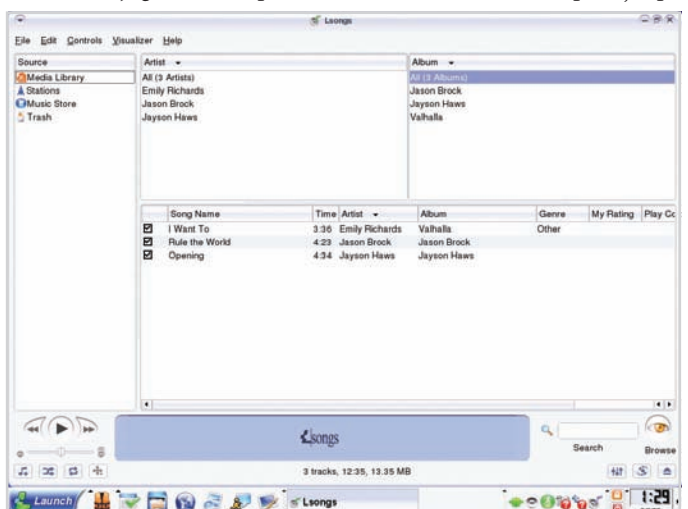 Lsongs
File Edit Controls Visualizer Help
Source
Media Library
Stations
Music Store
Trash
Artist
All (3 Artists)
Emily Richards
Jason Brock
Jayson Haws
Album
All (3 Albums)
Jason Brock
Jayson Haws
Valhalla
Song Name Time Artist Album Genre My Rating Play Co
I Want To 3:36 Emily Richards Valhalla Other
Rule the World 4:23 Jason Brock Jason Brock
Opening 4:34 Jayson Haws Jayson Haws
Lsongs
Search
Browse
3 tracks, 12:35, 13.35 MB
Launch
Lsongs
1:29